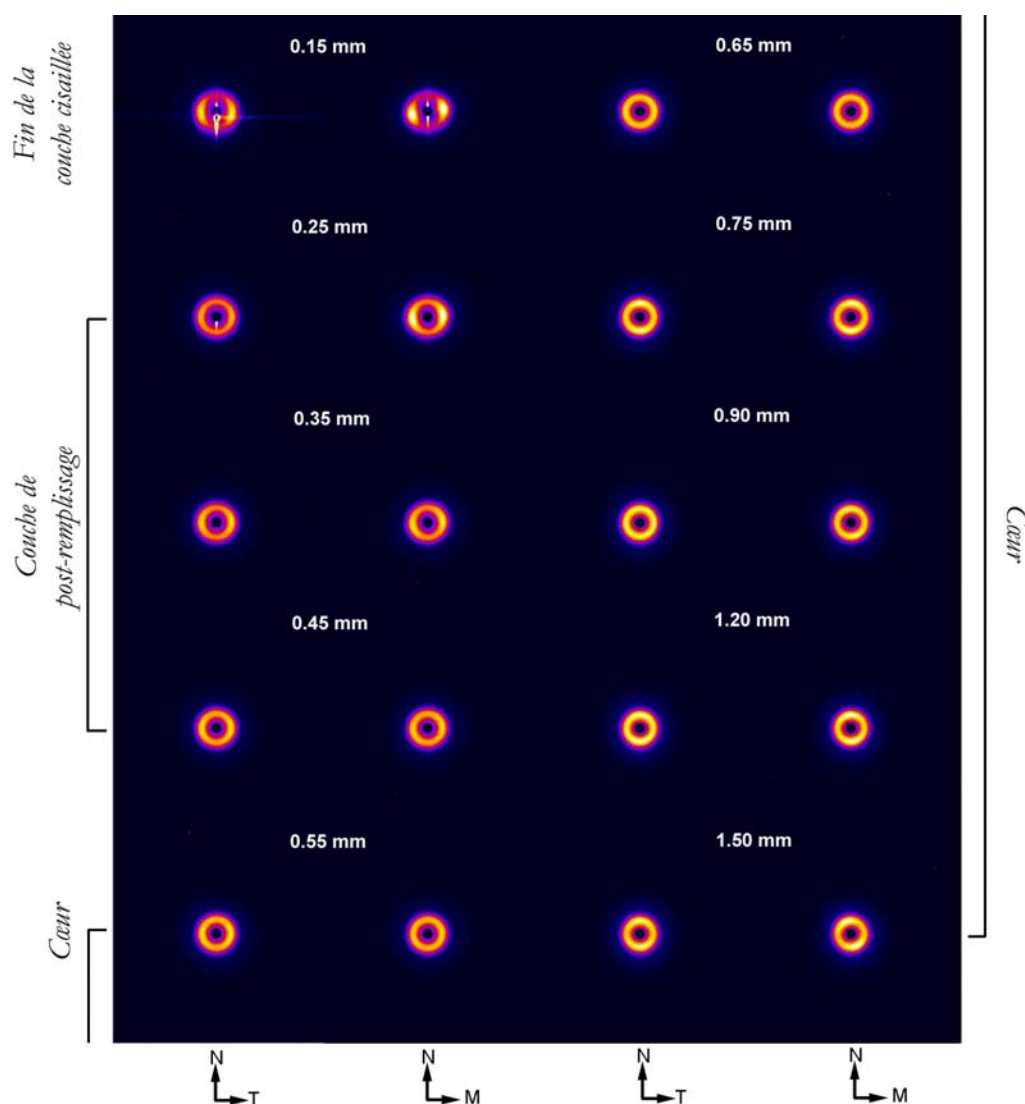 Fin de la
couche cisaillée
0.15 mm
0.65 mm
0.25 mm
0.75 mm
Couche de
post-remplissage
0.35 mm
0.90 mm
Cœur
0.45 mm
1.20 mm
Cœur
0.55 mm
1.50 mm
N
T
N
M
N
T
N
M